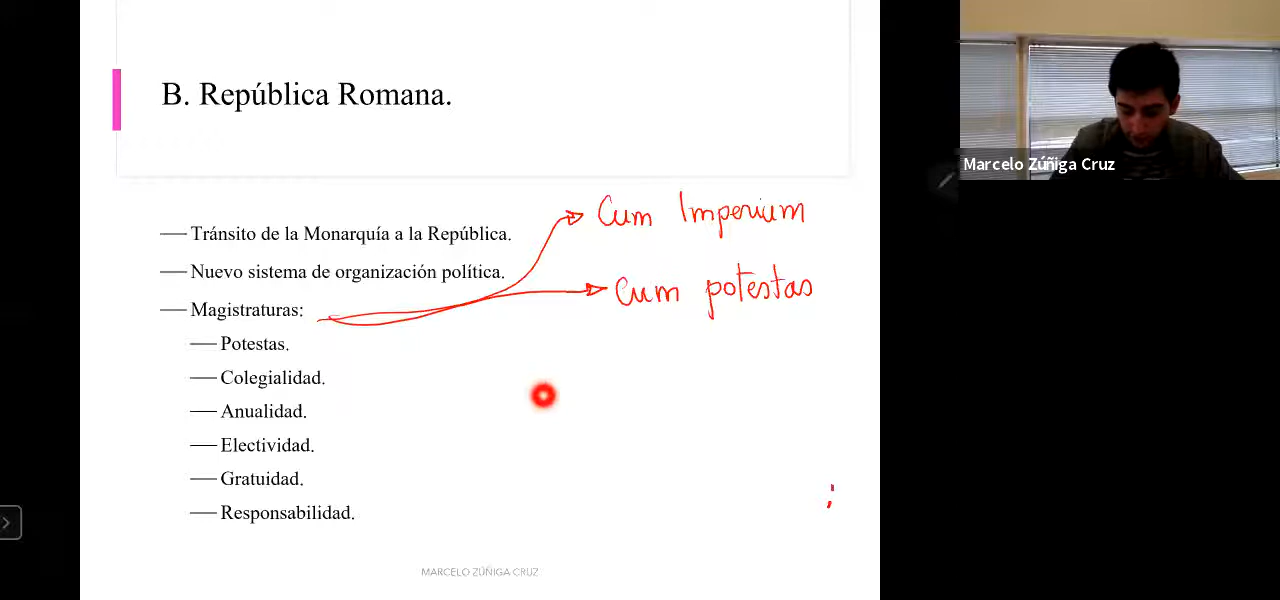 B. República Romana.
Marcelo Zúñiga Cruz
Cum Imperium
— Tránsito de la Monarquía a la República.
— Nuevo sistema de organización política.
Cum potestas
— Magistraturas:
— Potestas.
— Colegialidad.
— Anualidad.
— Electividad.
— Gratuidad.
— Responsabilidad.
MARCELO ZÚÑIGA CRUZ